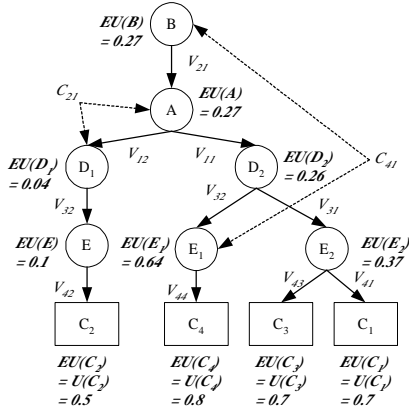 EU(B)
= 0.27
B
V21
C21
A
EU(A)
= 0.27
V12
V11
C41
EU(D1)
= 0.04
D1
D2
EU(D2)
= 0.26
V32
V32
V31
EU(E)
= 0.1
E
EU(E1)
= 0.64
E1
E2
EU(E2)
= 0.37
V42
V44
V43
V41
C2
C4
C3
C1
EU(C2)
= U(C2)
= 0.5
EU(C4)
= U(C4)
= 0.8
EU(C3)
= U(C3)
= 0.7
EU(C1)
= U(C1)
= 0.7